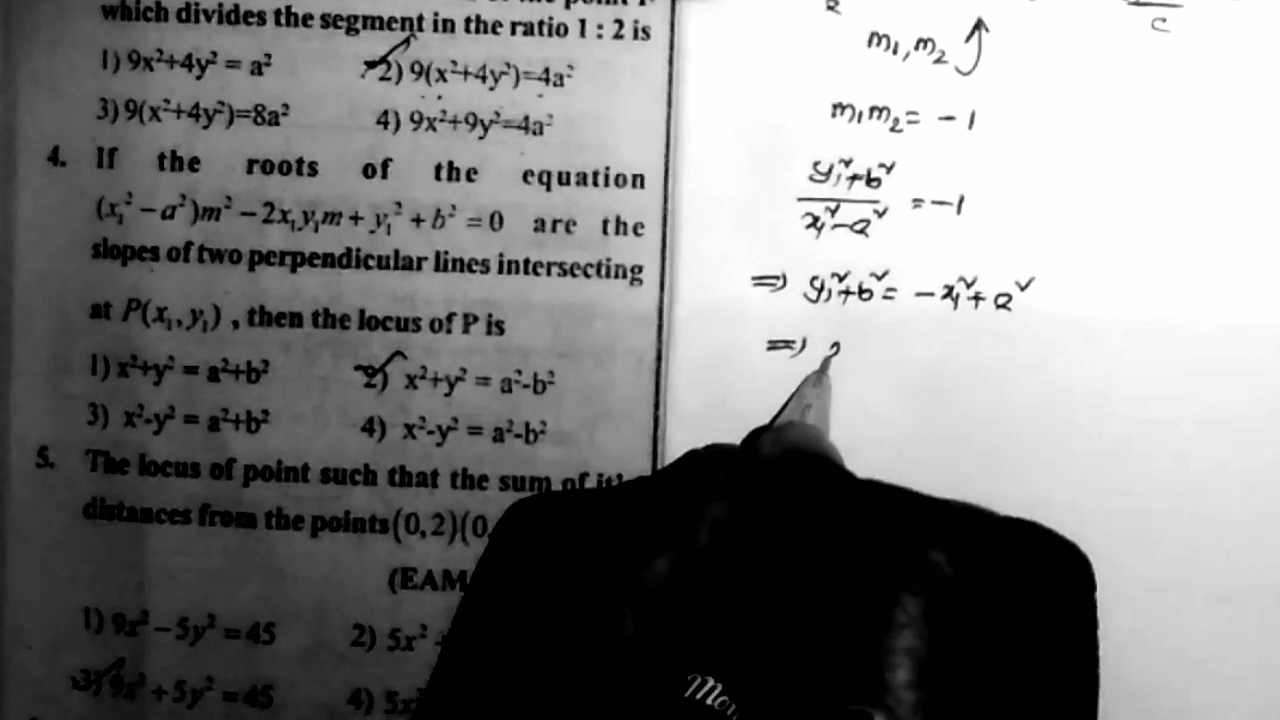 which divides the segment in the ratio 1 : 2 is
1) 9x²+4y² = a² 2) 9(x²+4y²)=4a²
3) 9(x²+4y²)=8a² 4) 9x²+9y²=4a²
4. If the roots of the equation
(x₁² − a²)m² − 2x₁y₁m + y₁² + b² = 0 are the
slopes of two perpendicular lines intersecting
at P(x₁, y₁) , then the locus of P is
1) x²+y² = a²+b² 2) x²+y² = a²-b²
3) x²-y² = a²+b² 4) x²-y² = a²-b²
5. The locus of point such that the sum of it'
distances from the points (0,2)(0,
(EAM
1) 9x² − 5y² = 45 2) 5x²
3) 9x² + 5y² = 45 4) 5x²
c
m₁, m₂
m₁m₂ = -1
y₁²+b²
/ x₁²-a² = -1
=> y₁²+b² = -x₁²+a²
=>